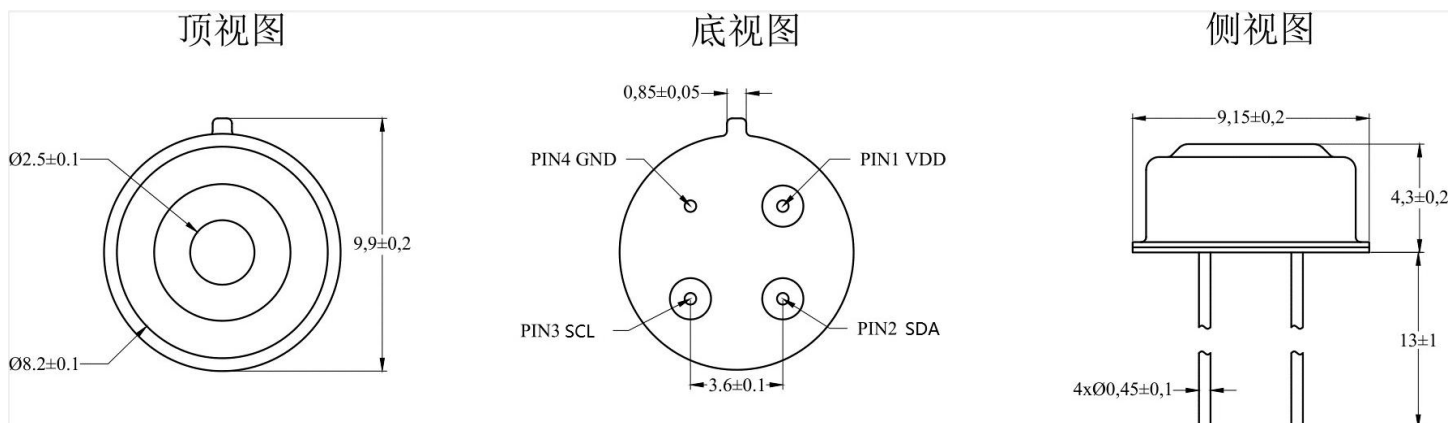 顶视图
Ø2.5±0.1
9,9±0,2
Ø8.2±0.1
底视图
0,85±0,05
PIN4 GND
PIN1 VDD
PIN3 SCL
PIN2 SDA
3.6±0.1
侧视图
9,15±0,2
4,3±0,2
13±1
4xØ0,45±0,1